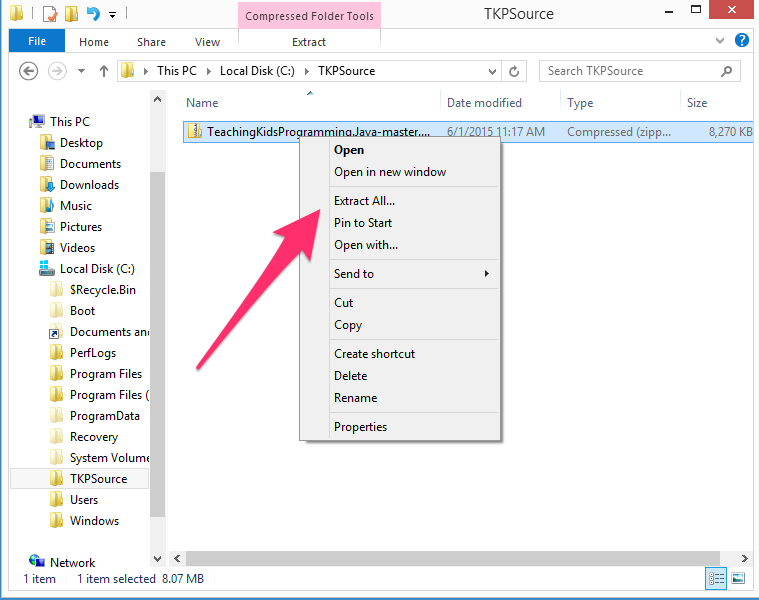 Compressed Folder Tools
TKPSource
File
Home
Share
View
Extract
This PC
Local Disk (C:)
TKPSource
Search TKPSource
Name
Date modified
Type
Size
TeachingKidsProgramming.Java-master....
6/1/2015 11:17 AM
Compressed (zipp...
8,270 KB
This PC
Desktop
Documents
Downloads
Music
Pictures
Videos
Local Disk (C:)
$Recycle.Bin
Boot
Documents and
PerfLogs
Program Files
Program Files (
ProgramData
Recovery
System Volume
TKPSource
Users
Windows
Network
Open
Open in new window
Extract All...
Pin to Start
Open with...
Send to
Cut
Copy
Create shortcut
Delete
Rename
Properties
1 item
1 item selected 8.07 MB